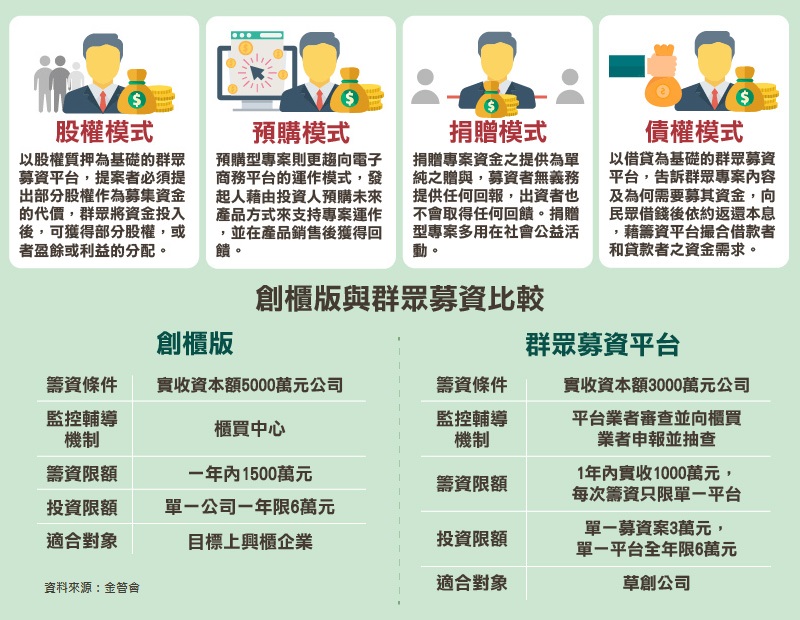 股權模式
以股權質押為基礎的群眾
募資平台，提案者必須提
出部分股權作為募集資金
的代價，群眾將資金投入
後，可獲得部分股權，或
者盈餘或利益的分配。
預購模式
預購型專案則更趨向電子
商務平台的運作模式，發
起人藉由投資人預購未來
產品方式來支持專案運作
，並在產品銷售後獲得回
饋。
捐贈模式
捐贈專案資金之提供為單
純之贈與，募資者無義務
提供任何回報，出資者也
不會取得任何回饋。捐贈
型專案多用在社會公益活
動。
債權模式
以借貸為基礎的群眾募資
平台，告訴群眾專案內容
及為何需要募其資金，向
民眾借錢後依約返還本息
，藉籌資平台撮合借款者
和貸款者之資金需求。
創櫃版與群眾募資比較
創櫃版
籌資條件 實收資本額5000萬元公司
監控輔導
機制
櫃買中心
籌資限額 一年內1500萬元
投資限額 單一公司一年限6萬元
適合對象 目標上興櫃企業
資料來源：金管會
群眾募資平台
籌資條件 實收資本額3000萬元公司
監控輔導
機制
平台業者審查並向櫃買
業者申報並抽查
籌資限額
1年內實收1000萬元，
每次籌資只限單一平台
投資限額
單一募資案3萬元，
單一平台全年限6萬元
適合對象 草創公司